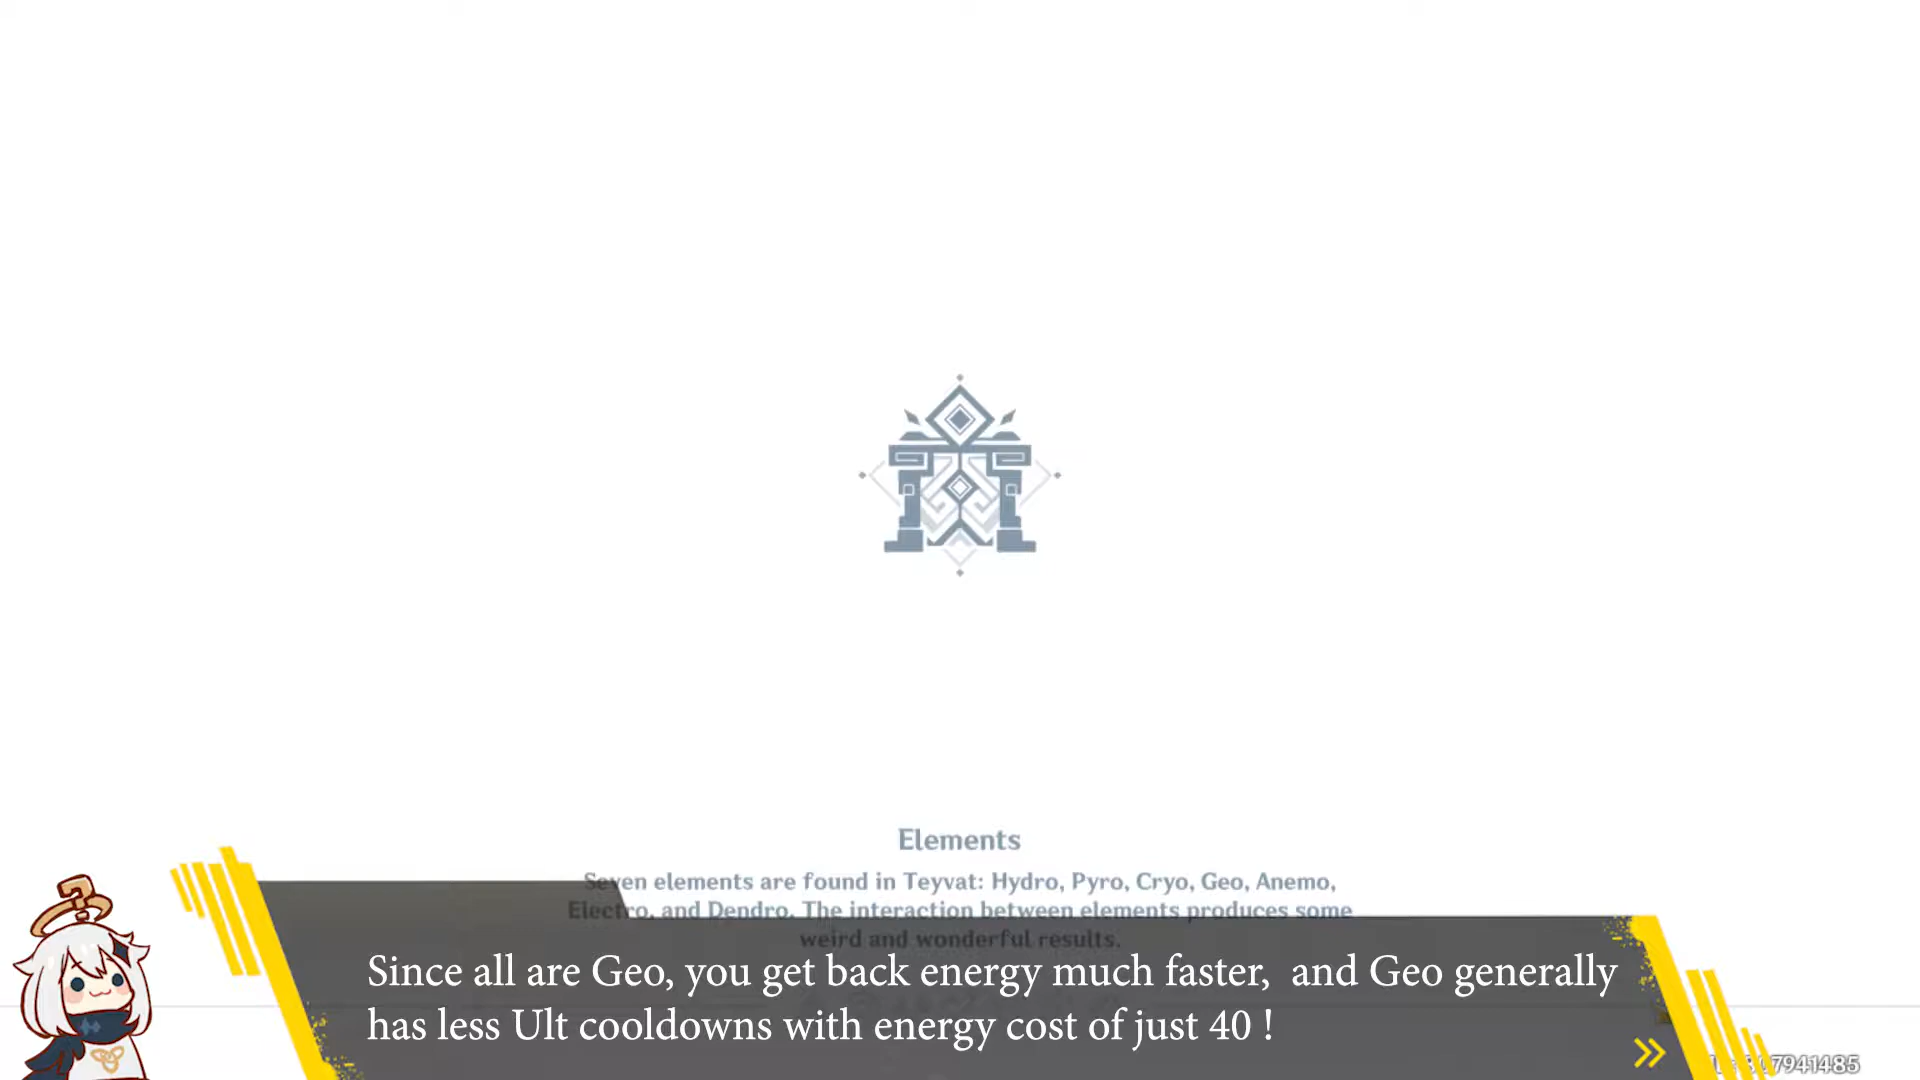 Elements
Seven elements are found in Teyvat: Hydro, Pyro, Cryo, Geo, Anemo,
Electro, and Dendro. The interaction between elements produces some
weird and wonderful results.
Since all are Geo, you get back energy much faster,  and Geo generally
has less Ult cooldowns with energy cost of just 40 !
7941485